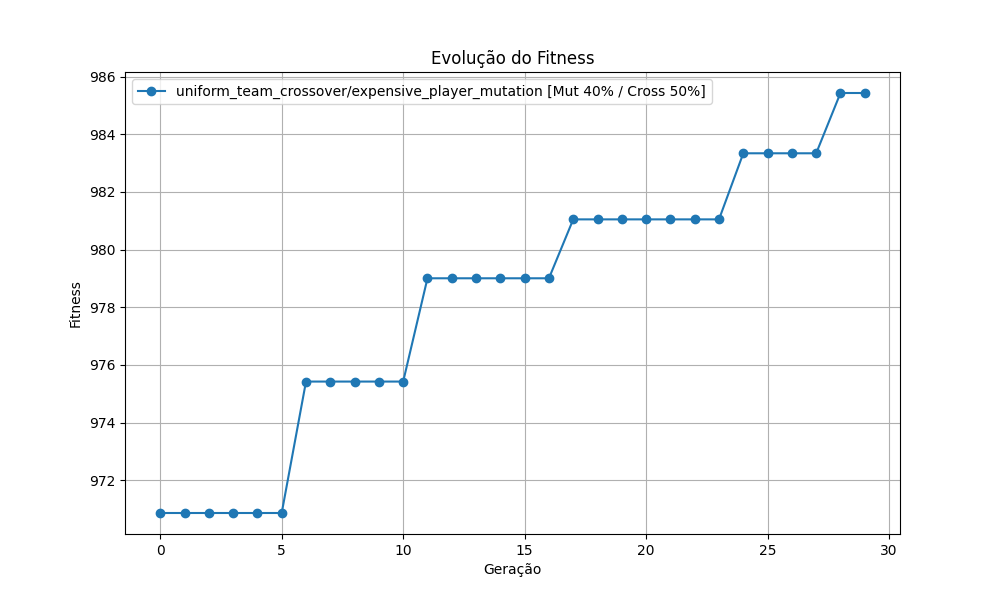 Evolução do Fitness
uniform_team_crossover/expensive_player_mutation [Mut 40% / Cross 50%]
Fitness
986
984
982
980
978
976
974
972
0 5 10 15 20 25 30
Geração